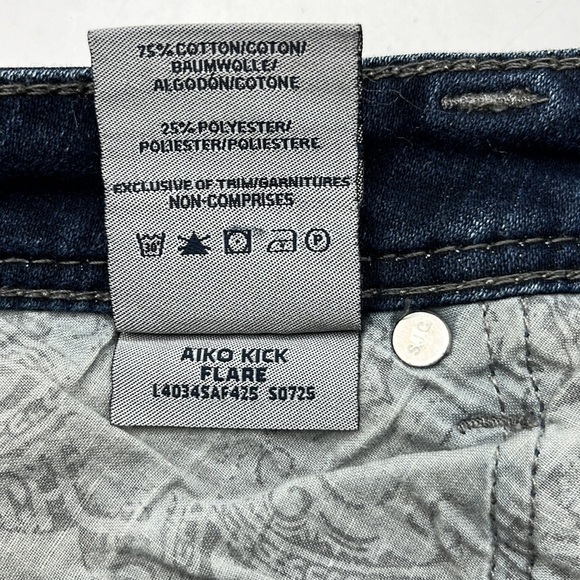 75% COTTON/COTON/
BAUMWOLLE/
ALGODÓN/COTONE
25% POLYESTER/
POLIESTER/POLIESTERE
EXCLUSIVE OF TRIM/GARNITURES
NON-COMPRISES
30
P
AIKO KICK
FLARE
L4034SAF425 S0725
S.J.C.